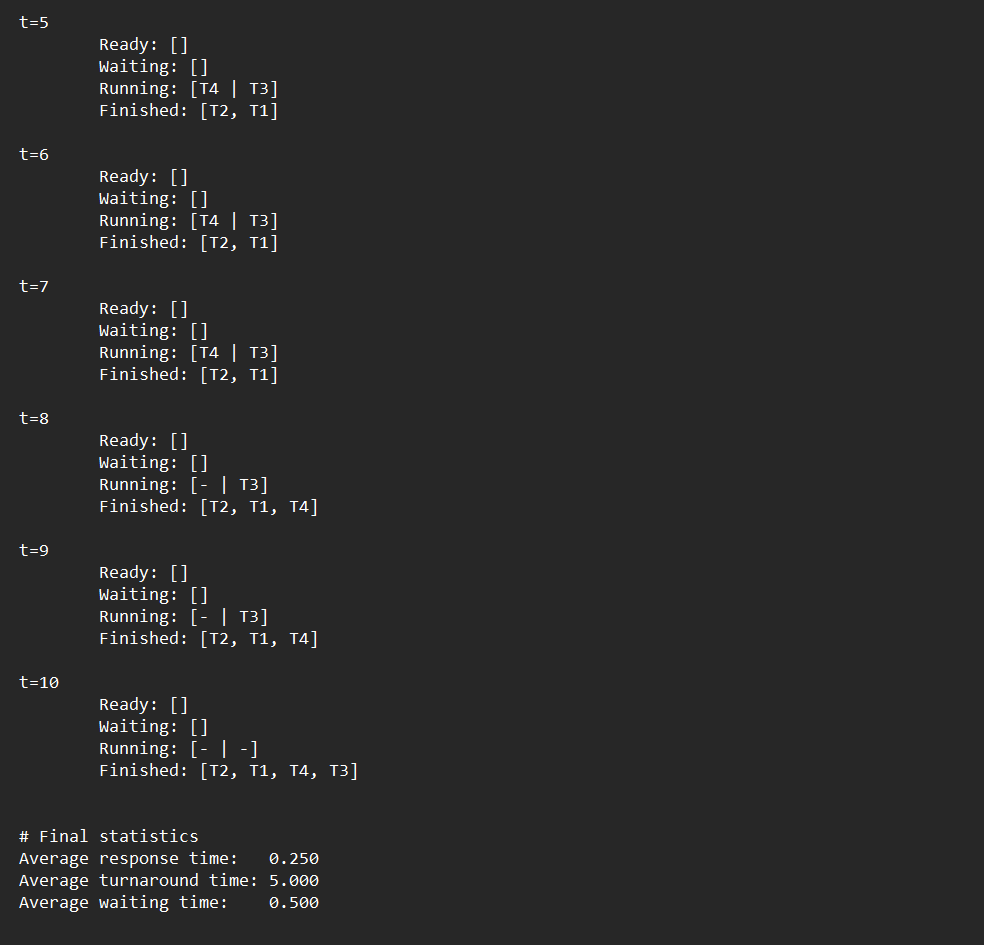 t=5
Ready: []
Waiting: []
Running: [T4 | T3]
Finished: [T2, T1]
t=6
Ready: []
Waiting: []
Running: [T4 | T3]
Finished: [T2, T1]
t=7
Ready: []
Waiting: []
Running: [T4 | T3]
Finished: [T2, T1]
t=8
Ready: []
Waiting: []
Running: [- | T3]
Finished: [T2, T1, T4]
t=9
Ready: []
Waiting: []
Running: [- | T3]
Finished: [T2, T1, T4]
t=10
Ready: []
Waiting: []
Running: [- | -]
Finished: [T2, T1, T4, T3]
# Final statistics
Average response time:   0.250
Average turnaround time: 5.000
Average waiting time:    0.500